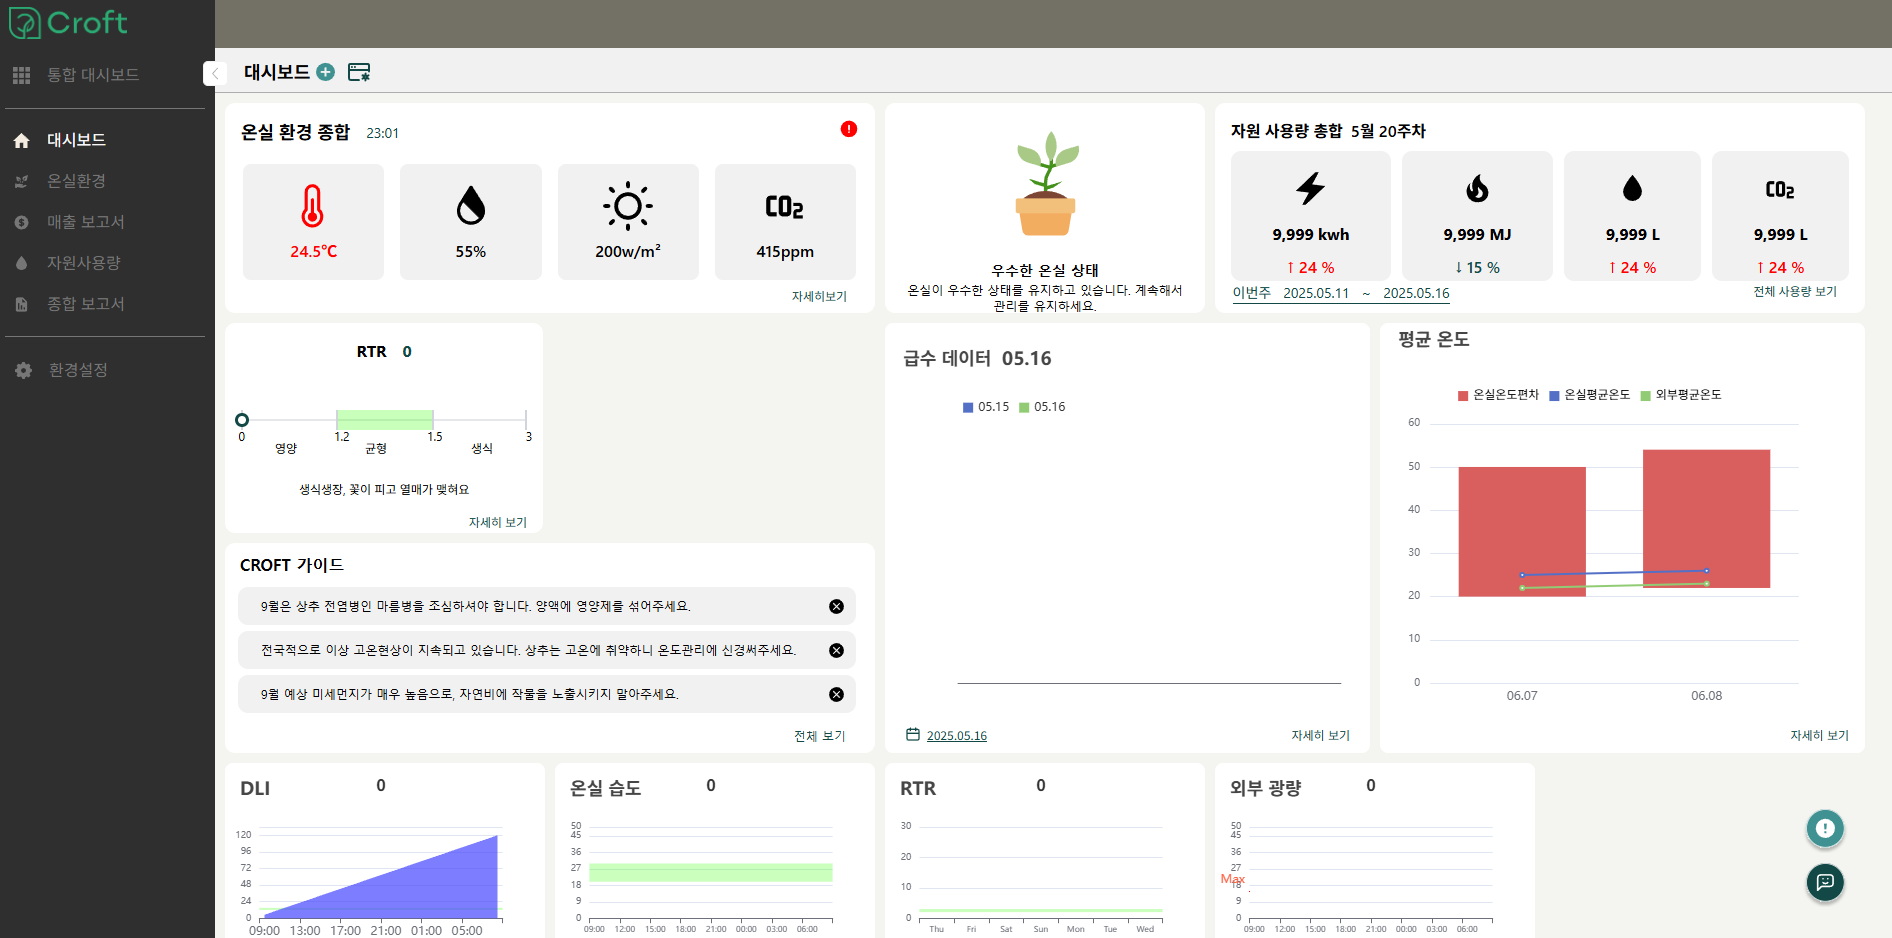 Croft
통합 대시보드
대시보드
온실환경
매출 보고서
자원사용량
종합 보고서
환경설정
대시보드
온실 환경 종합 23:01
24.5℃
55%
200w/m²
CO2
415ppm
자세히보기
우수한 온실 상태
온실이 우수한 상태를 유지하고 있습니다. 계속해서
관리를 유지하세요.
자원 사용량 총합 5월 20주차
9,999 kwh
↑ 24 %
9,999 MJ
↓ 15 %
9,999 L
↑ 24 %
CO2
9,999 L
↑ 24 %
이번주 2025.05.11 ~ 2025.05.16
전체 사용량 보기
RTR 0
0 1.2 1.5 3
영양 균형 생식
생식생장, 꽃이 피고 열매가 맺혀요
자세히 보기
CROFT 가이드
9월은 상추 전염병인 마름병을 조심하셔야 합니다. 양액에 영양제를 섞어주세요.
전국적으로 이상 고온현상이 지속되고 있습니다. 상추는 고온에 취약하니 온도관리에 신경써주세요.
9월 예상 미세먼지가 매우 높음으로, 자연비에 작물을 노출시키지 말아주세요.
전체 보기
급수 데이터 05.16
05.15 05.16
2025.05.16
자세히 보기
평균 온도
온실온도편차 온실평균온도 외부평균온도
60
50
40
30
20
10
0
06.07 06.08
자세히 보기
DLI 0
120
96
72
48
24
0
09:00 13:00 17:00 21:00 01:00 05:00
온실 습도 0
50
45
36
27
18
9
0
09:00 12:00 15:00 18:00 21:00 00:00 03:00 06:00
RTR 0
30
20
10
0
Thu Fri Sat Sun Mon Tue Wed
외부 광량 0
50
45
36
27
Max
18
9
0
09:00 12:00 15:00 18:00 21:00 00:00 03:00 06:00